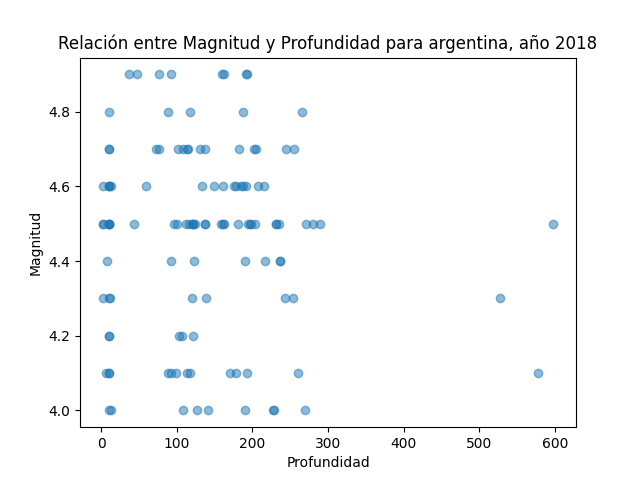 Relación entre Magnitud y Profundidad para argentina, año 2018
4.8
4.6
4.4
4.2
4.0
Magnitud
0 100 200 300 400 500 600
Profundidad